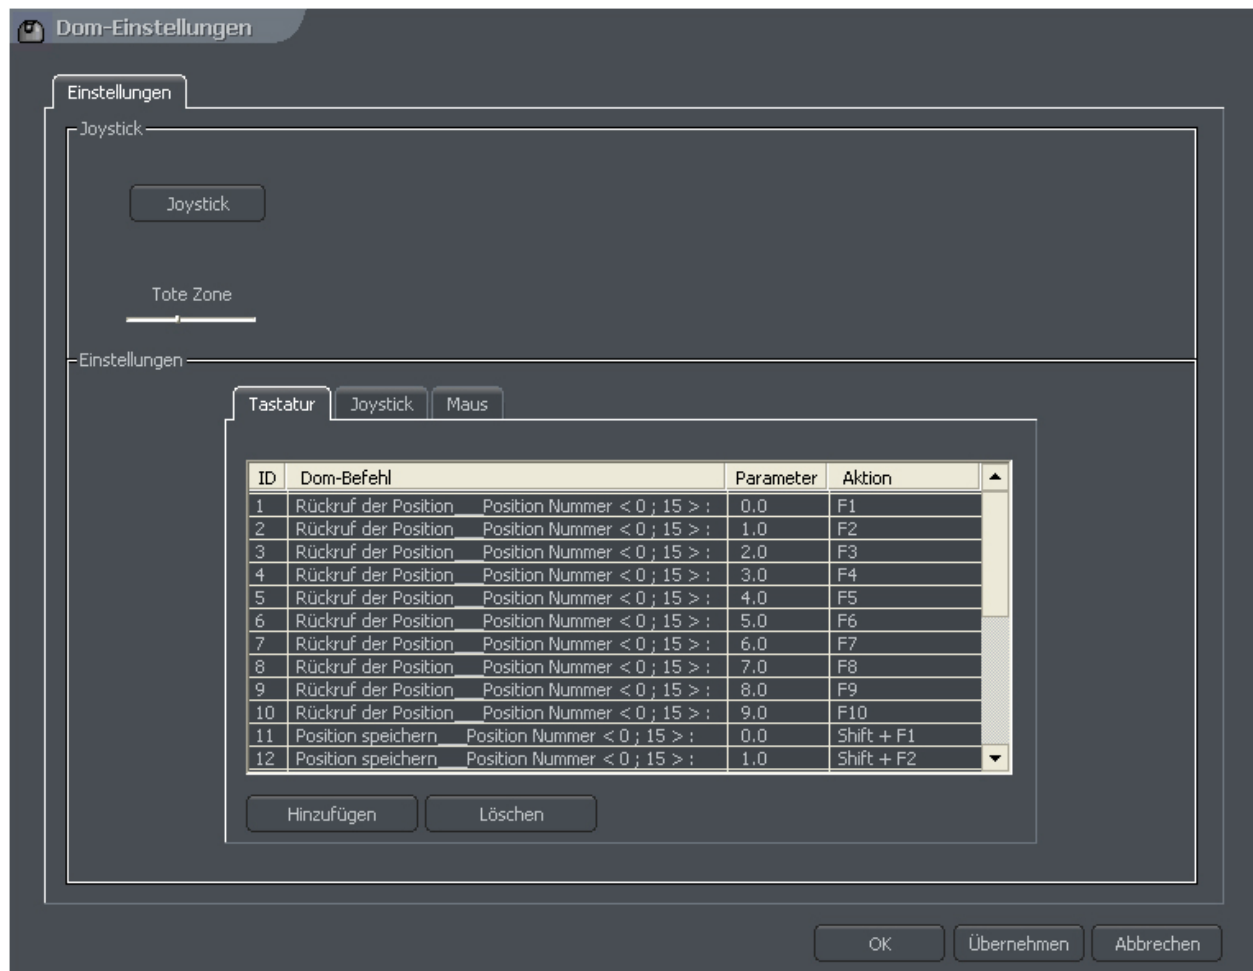 Dom-Einstellungen
Einstellungen
Joystick
Joystick
Tote Zone
Einstellungen
Tastatur Joystick Maus
ID Dom-Befehl Parameter Aktion
1 Rückruf der Position___Position Nummer < 0 ; 15 > : 0.0 F1
2 Rückruf der Position___Position Nummer < 0 ; 15 > : 1.0 F2
3 Rückruf der Position___Position Nummer < 0 ; 15 > : 2.0 F3
4 Rückruf der Position___Position Nummer < 0 ; 15 > : 3.0 F4
5 Rückruf der Position___Position Nummer < 0 ; 15 > : 4.0 F5
6 Rückruf der Position___Position Nummer < 0 ; 15 > : 5.0 F6
7 Rückruf der Position___Position Nummer < 0 ; 15 > : 6.0 F7
8 Rückruf der Position___Position Nummer < 0 ; 15 > : 7.0 F8
9 Rückruf der Position___Position Nummer < 0 ; 15 > : 8.0 F9
10 Rückruf der Position___Position Nummer < 0 ; 15 > : 9.0 F10
11 Position speichern___Position Nummer < 0 ; 15 > : 0.0 Shift + F1
12 Position speichern___Position Nummer < 0 ; 15 > : 1.0 Shift + F2
Hinzufügen Löschen
OK Übernehmen Abbrechen